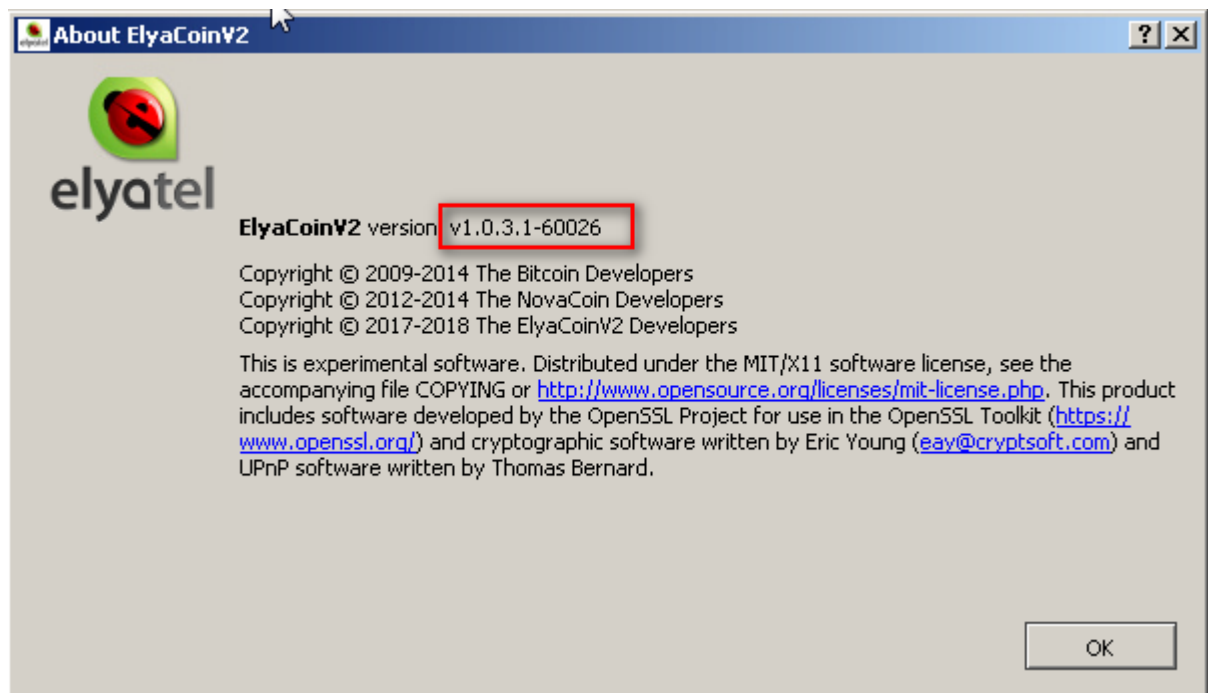 About ElyaCoinV2
elyatel
ElyaCoinV2 version v1.0.3.1-60026
Copyright © 2009-2014 The Bitcoin Developers
Copyright © 2012-2014 The NovaCoin Developers
Copyright © 2017-2018 The ElyaCoinV2 Developers
This is experimental software. Distributed under the MIT/X11 software license, see the
accompanying file COPYING or http://www.opensource.org/licenses/mit-license.php. This product
includes software developed by the OpenSSL Project for use in the OpenSSL Toolkit (https://
www.openssl.org/) and cryptographic software written by Eric Young (eay@cryptsoft.com) and
UPnP software written by Thomas Bernard.
OK